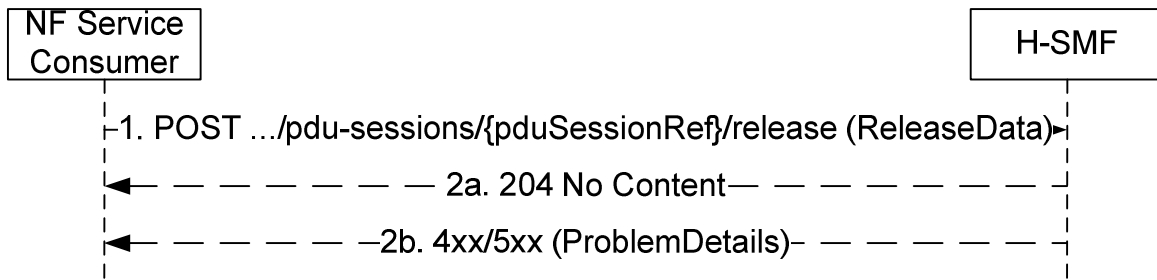 NF Service
Consumer
H-SMF
1. POST .../pdu-sessions/{pduSessionRef}/release (ReleaseData)
2a. 204 No Content
2b. 4xx/5xx (ProblemDetails)